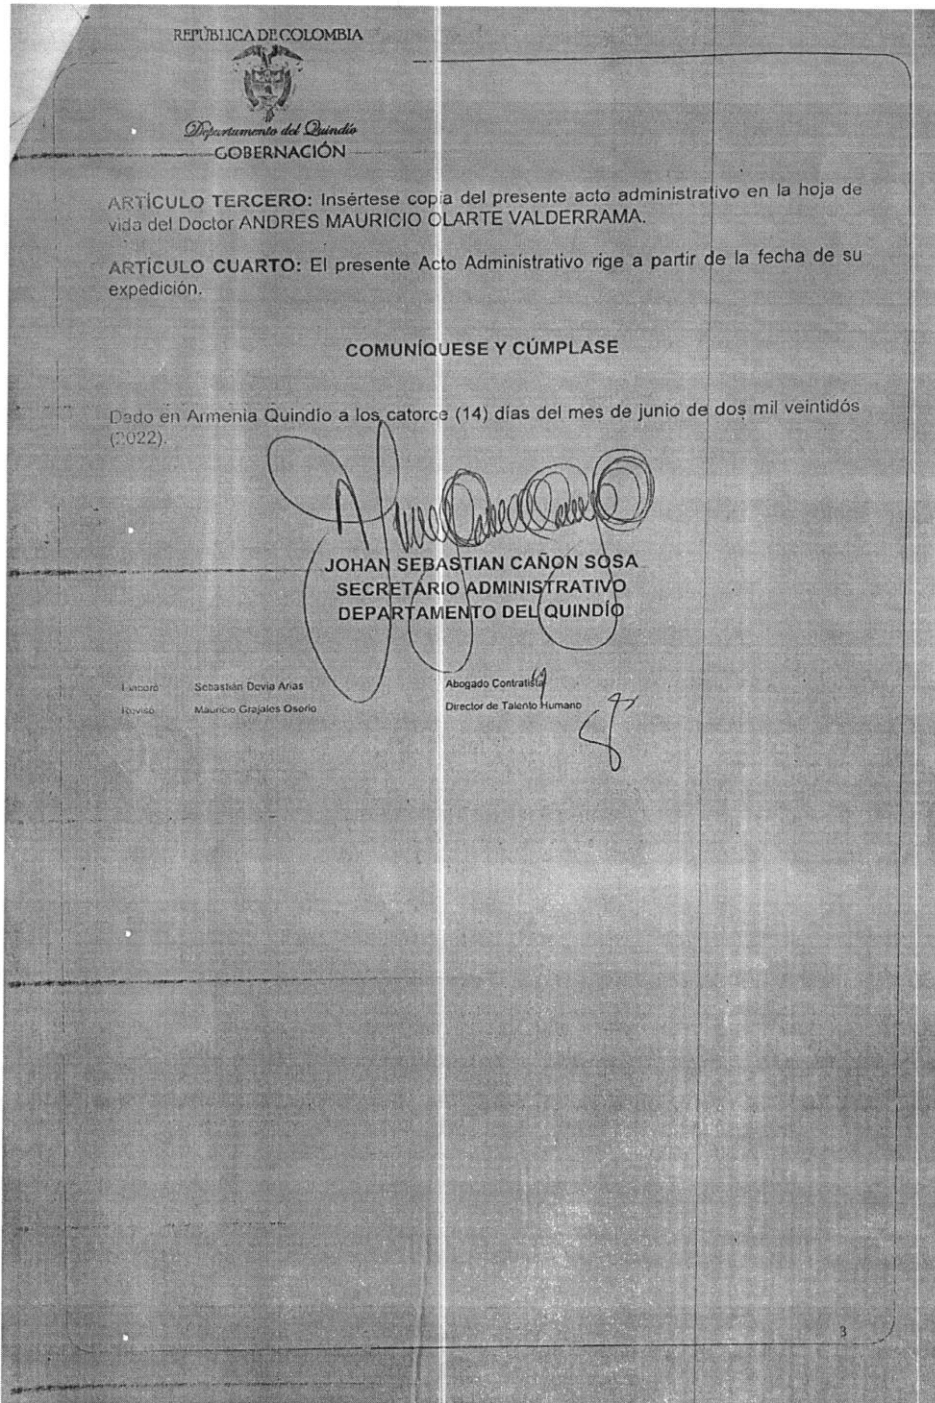 REPÚBLICA DE COLOMBIA
Departamento del Quindío
GOBERNACIÓN
ARTÍCULO TERCERO: Insértese copia del presente acto administrativo en la hoja de
vida del Doctor ANDRES MAURICIO OLARTE VALDERRAMA.
ARTÍCULO CUARTO: El presente Acto Administrativo rige a partir de la fecha de su
expedición.
COMUNÍQUESE Y CÚMPLASE
Dado en Armenia Quindío a los catorce (14) días del mes de junio de dos mil veintidós
(2022).
JOHAN SEBASTIAN CAÑON SOSA
SECRETARIO ADMINISTRATIVO
DEPARTAMENTO DEL QUINDÍO
Elaboró Sebastián Devia Arias Abogado Contratista
Revisó Mauricio Grajales Osorio Director de Talento Humano
3